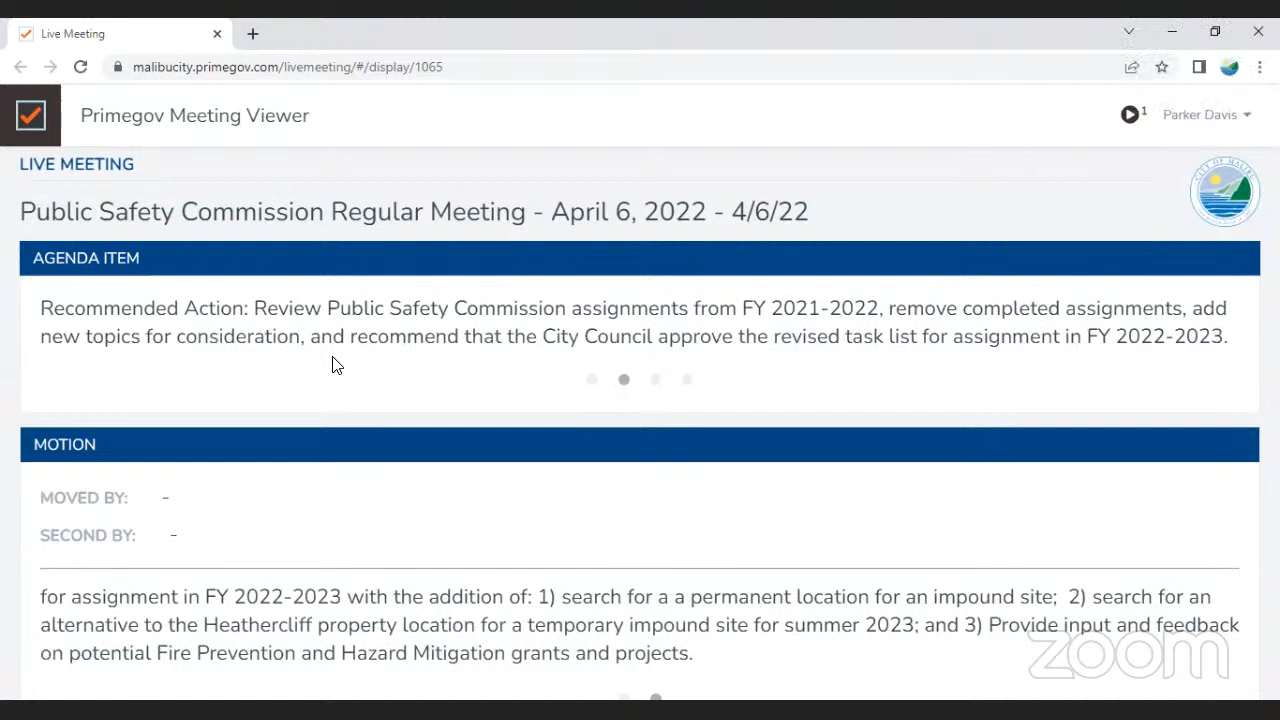 Live Meeting
malibucity.primegov.com/livemeeting/#/display/1065
Primegov Meeting Viewer
1
Parker Davis
LIVE MEETING
CITY OF MALIBU
Public Safety Commission Regular Meeting - April 6, 2022 - 4/6/22
AGENDA ITEM
Recommended Action: Review Public Safety Commission assignments from FY 2021-2022, remove completed assignments, add
new topics for consideration, and recommend that the City Council approve the revised task list for assignment in FY 2022-2023.
MOTION
MOVED BY: -
SECOND BY: -
for assignment in FY 2022-2023 with the addition of: 1) search for a a permanent location for an impound site; 2) search for an
alternative to the Heathercliff property location for a temporary impound site for summer 2023; and 3) Provide input and feedback
on potential Fire Prevention and Hazard Mitigation grants and projects.
zoom